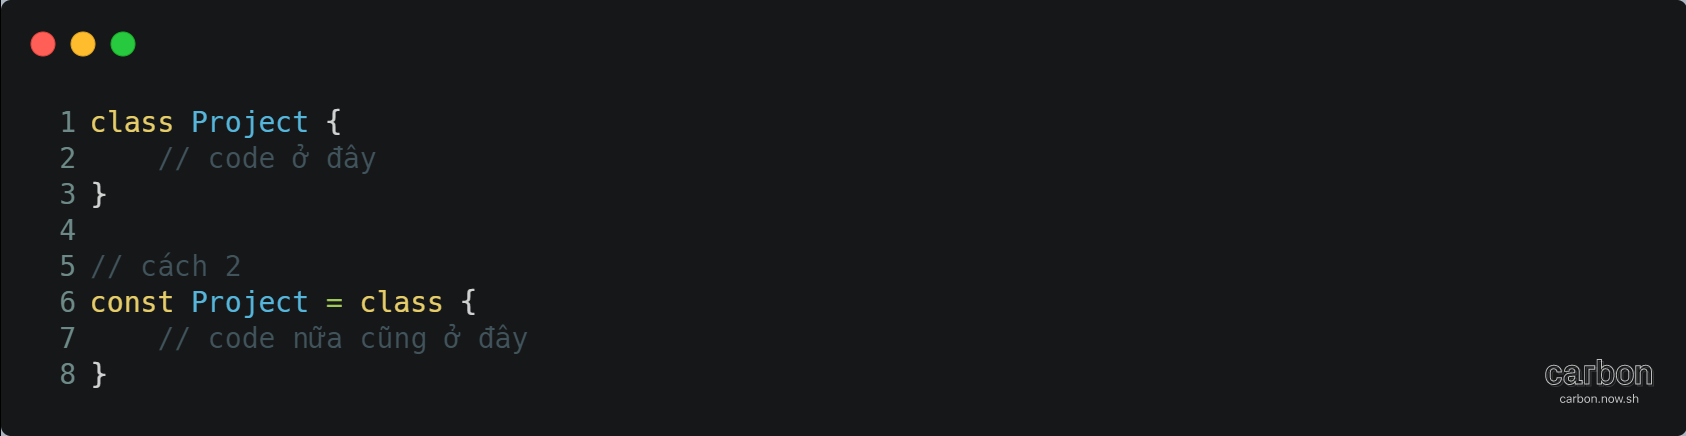 1 class Project {
2     // code ở đây
3 }
4
5 // cách 2
6 const Project = class {
7     // code nữa cũng ở đây
8 }
carbon
carbon.now.sh